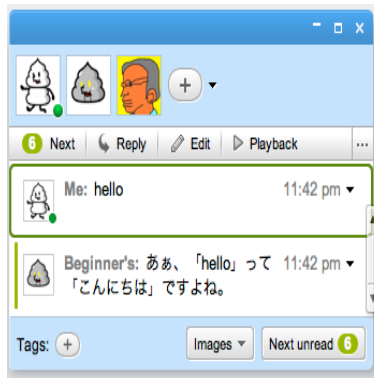 6 Next Reply Edit Playback ...
Me: hello 11:42 pm
Beginner's: あぁ、「hello」って 11:42 pm
「こんにちは」ですよね。
Tags: Images Next unread 6